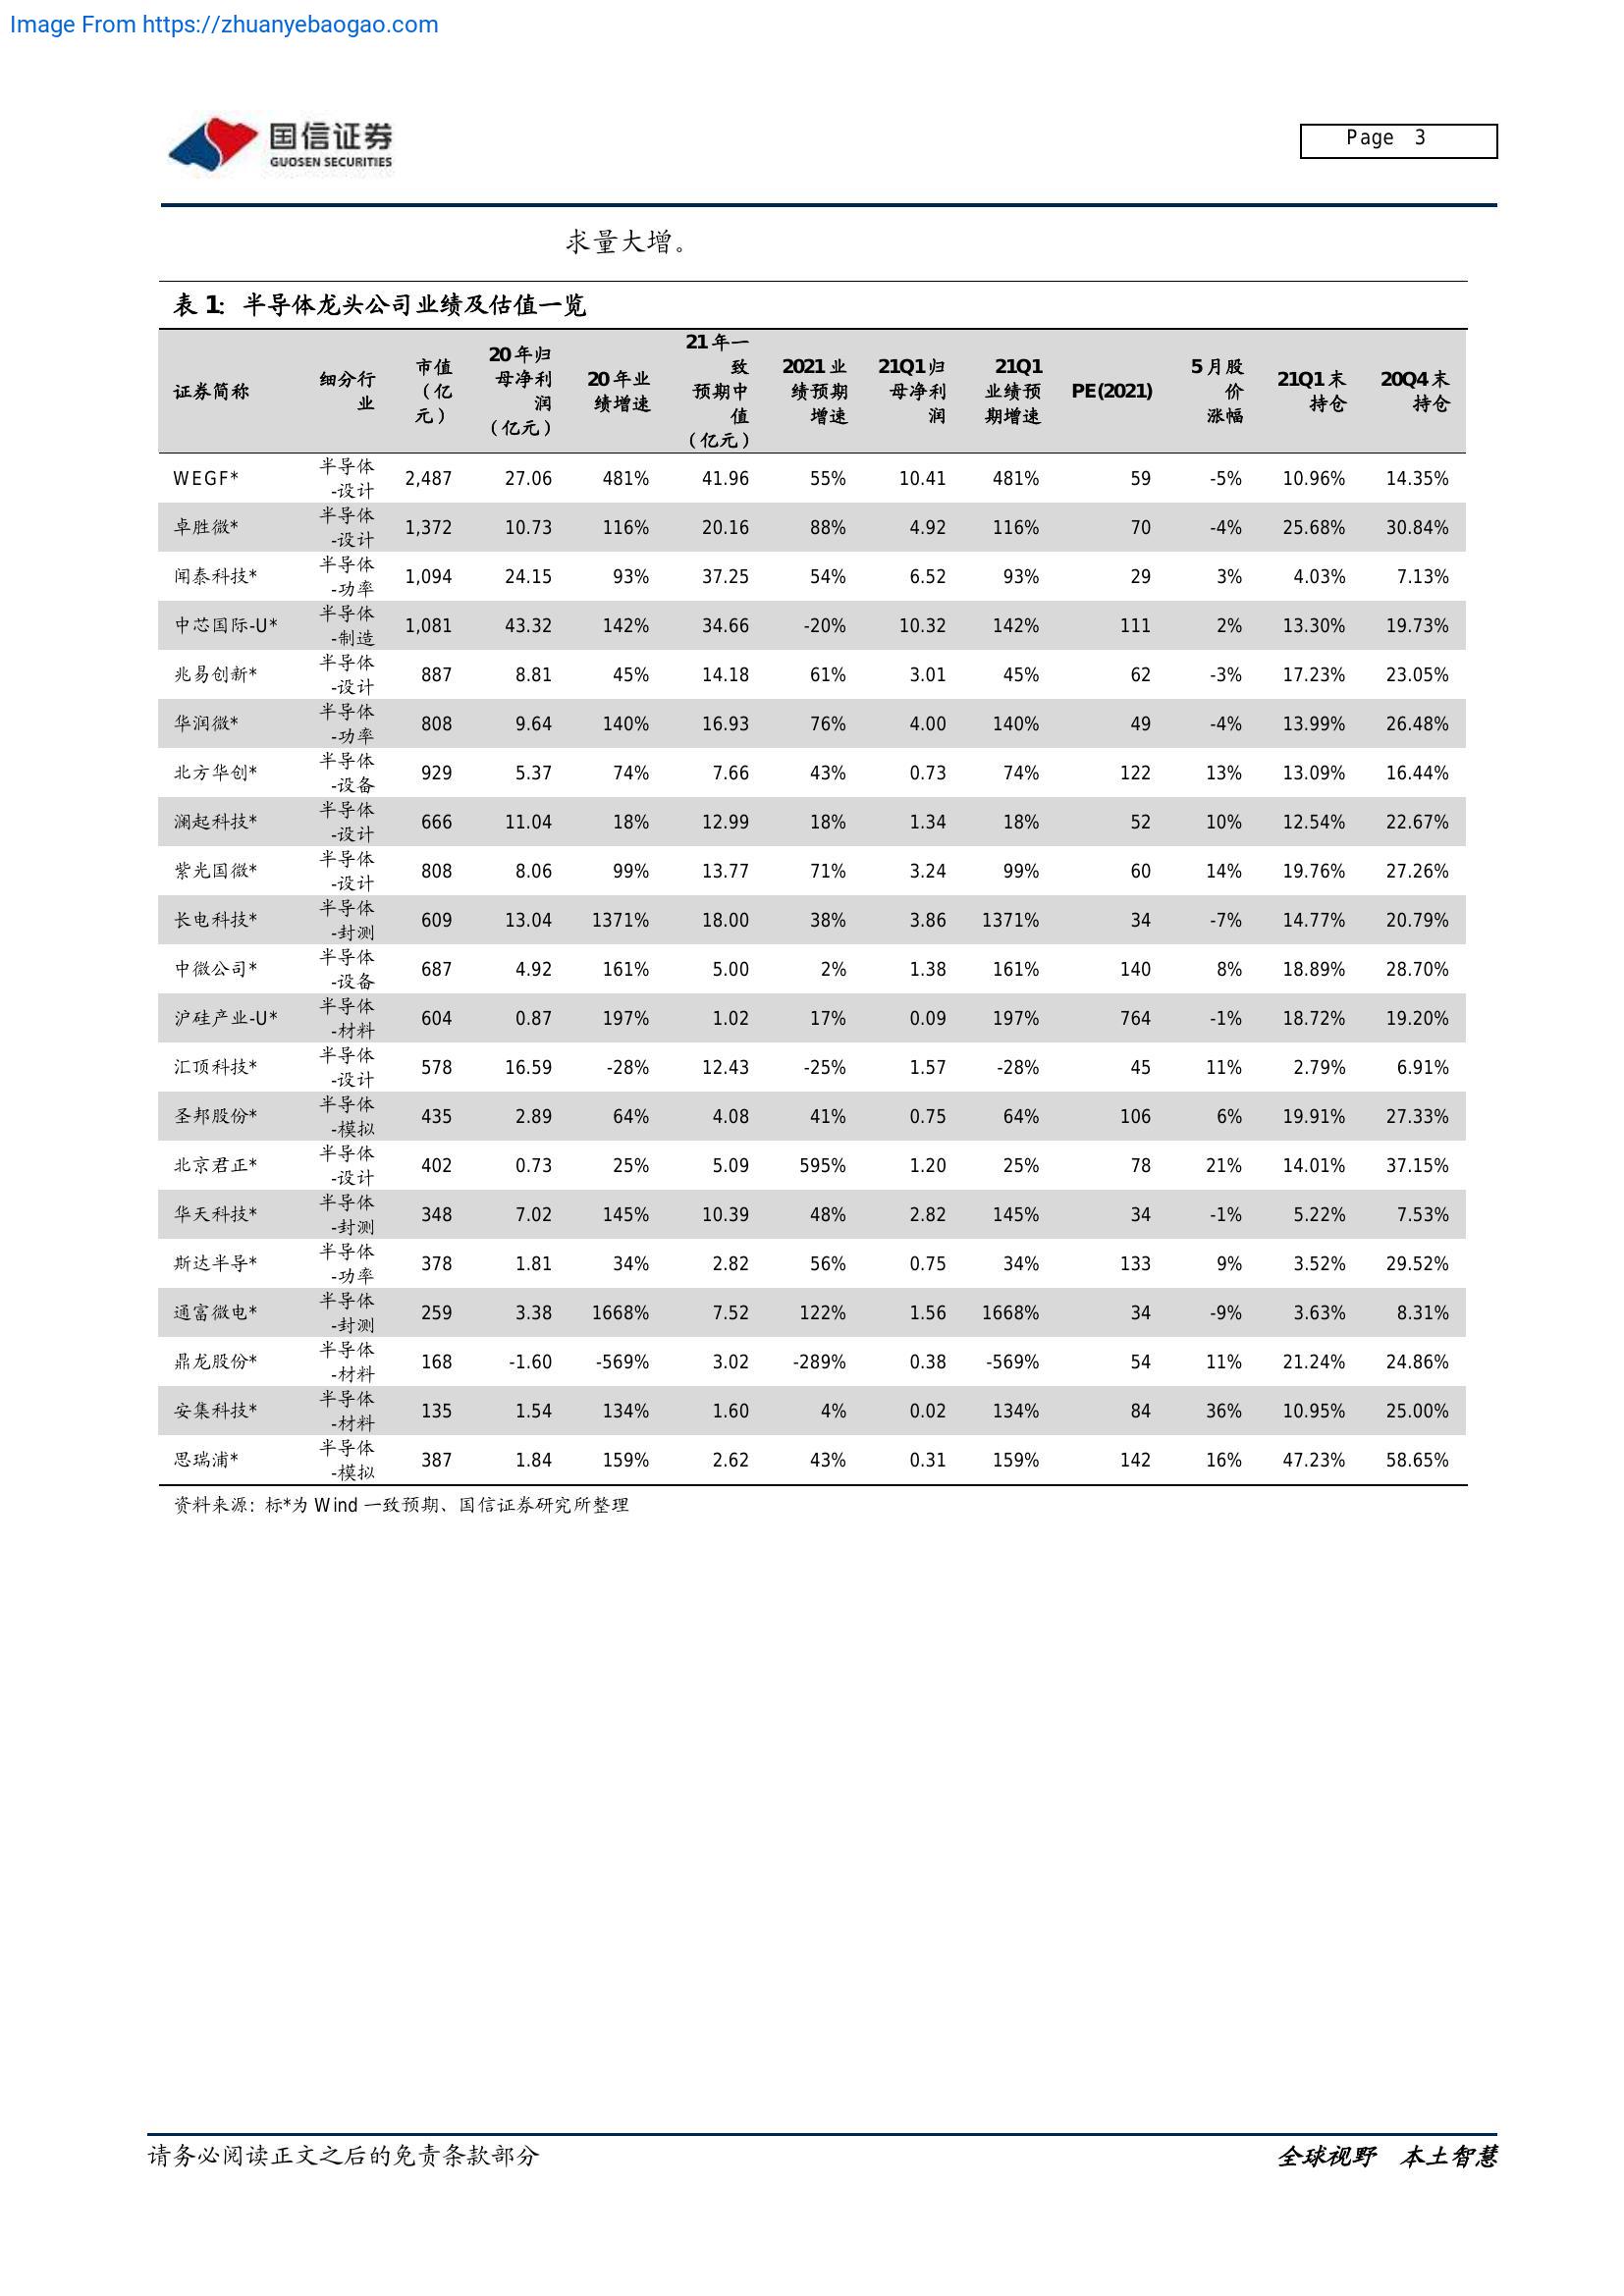 Image From https://zhuanyebaogao.com
国信证券
GUOSEN SECURITIES
Page 3
求量大增。
表 1: 半导体龙头公司业绩及估值一览
证券简称 细分行业 市值（亿元） 20 年归母净利润（亿元） 20 年业绩增速 21 年一致预期中值（亿元） 2021 业绩预期增速 21Q1 归母净利润 21Q1 业绩预期增速 PE(2021) 5 月股价涨幅 21Q1 末持仓 20Q4 末持仓
WEGF* 半导体-设计 2,487 27.06 481% 41.96 55% 10.41 481% 59 -5% 10.96% 14.35%
卓胜微* 半导体-设计 1,372 10.73 116% 20.16 88% 4.92 116% 70 -4% 25.68% 30.84%
闻泰科技* 半导体-功率 1,094 24.15 93% 37.25 54% 6.52 93% 29 3% 4.03% 7.13%
中芯国际-U* 半导体-制造 1,081 43.32 142% 34.66 -20% 10.32 142% 111 2% 13.30% 19.73%
兆易创新* 半导体-设计 887 8.81 45% 14.18 61% 3.01 45% 62 -3% 17.23% 23.05%
华润微* 半导体-功率 808 9.64 140% 16.93 76% 4.00 140% 49 -4% 13.99% 26.48%
北方华创* 半导体-设备 929 5.37 74% 7.66 43% 0.73 74% 122 13% 13.09% 16.44%
澜起科技* 半导体-设计 666 11.04 18% 12.99 18% 1.34 18% 52 10% 12.54% 22.67%
紫光国微* 半导体-设计 808 8.06 99% 13.77 71% 3.24 99% 60 14% 19.76% 27.26%
长电科技* 半导体-封测 609 13.04 1371% 18.00 38% 3.86 1371% 34 -7% 14.77% 20.79%
中微公司* 半导体-设备 687 4.92 161% 5.00 2% 1.38 161% 140 8% 18.89% 28.70%
沪硅产业-U* 半导体-材料 604 0.87 197% 1.02 17% 0.09 197% 764 -1% 18.72% 19.20%
汇顶科技* 半导体-设计 578 16.59 -28% 12.43 -25% 1.57 -28% 45 11% 2.79% 6.91%
圣邦股份* 半导体-模拟 435 2.89 64% 4.08 41% 0.75 64% 106 6% 19.91% 27.33%
北京君正* 半导体-设计 402 0.73 25% 5.09 595% 1.20 25% 78 21% 14.01% 37.15%
华天科技* 半导体-封测 348 7.02 145% 10.39 48% 2.82 145% 34 -1% 5.22% 7.53%
斯达半导* 半导体-功率 378 1.81 34% 2.82 56% 0.75 34% 133 9% 3.52% 29.52%
通富微电* 半导体-封测 259 3.38 1668% 7.52 122% 1.56 1668% 34 -9% 3.63% 8.31%
鼎龙股份* 半导体-材料 168 -1.60 -569% 3.02 -289% 0.38 -569% 54 11% 21.24% 24.86%
安集科技* 半导体-材料 135 1.54 134% 1.60 4% 0.02 134% 84 36% 10.95% 25.00%
思瑞浦* 半导体-模拟 387 1.84 159% 2.62 43% 0.31 159% 142 16% 47.23% 58.65%
资料来源：标*为 Wind 一致预期、国信证券研究所整理
请务必阅读正文之后的免责条款部分
全球视野 本土智慧